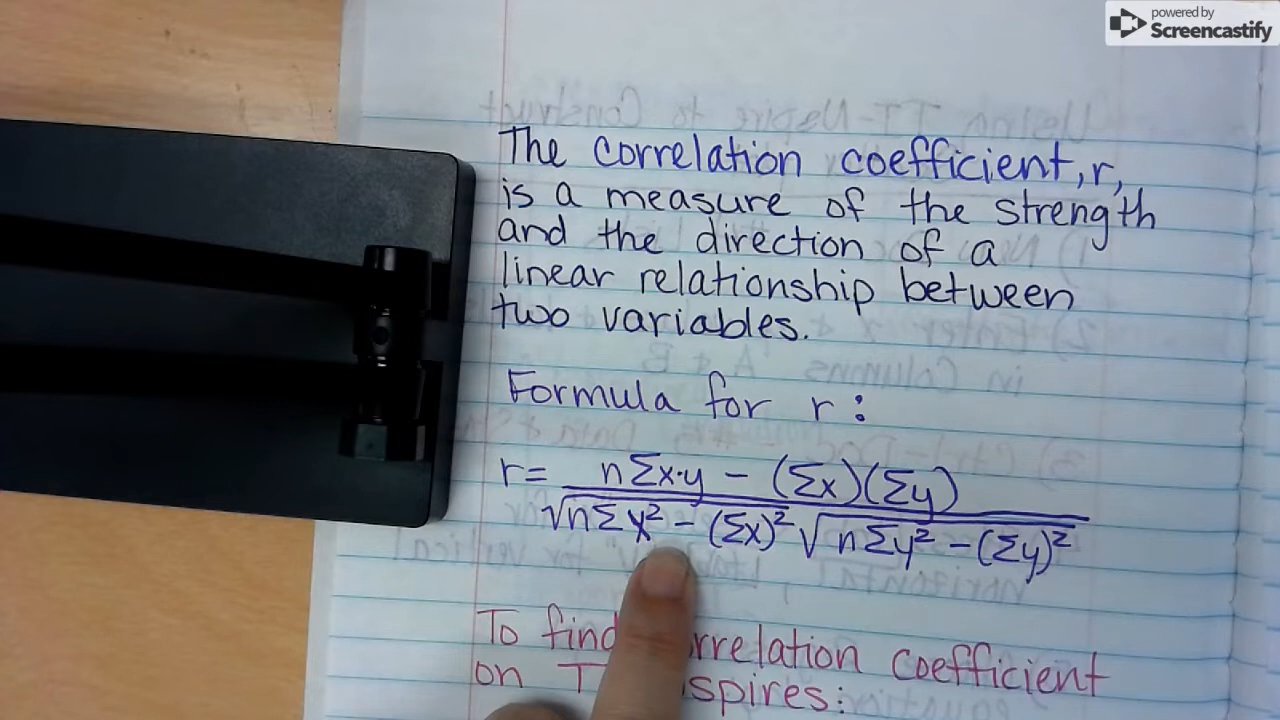 powered by
Screencastify
The correlation coefficient, r,
is a measure of the strength
and the direction of a
linear relationship between
two variables.
Formula for r:
r= nΣx·y - (Σx)(Σy)
√nΣx² - (Σx)² √nΣy² - (Σy)²
To find correlation coefficient
on T spires: